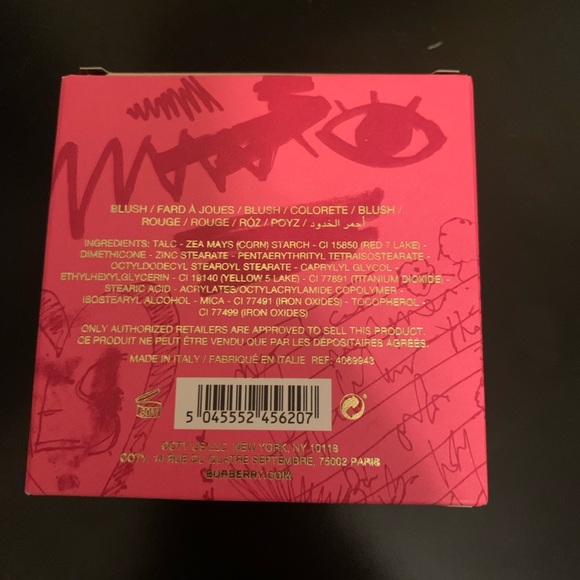 BLUSH / FARD À JOUES / BLUSH / COLORETE / BLUSH /
ROUGE / ROUGE / RÓŻ / РОУZ / أحمر الخدود
INGREDIENTS: TALC - ZEA MAYS (CORN) STARCH - CI 15850 (RED 7 LAKE) -
DIMETHICONE - ZINC STEARATE - PENTAERYTHRITYL TETRAISOSTEARATE -
OCTYLDODECYL STEAROYL STEARATE - CAPRYLYL GLYCOL -
ETHYLHEXYLGLYCERIN - CI 19140 (YELLOW 5 LAKE) - CI 77891 (TITANIUM DIOXIDE) -
STEARIC ACID - ACRYLATES/OCTYLACRYLAMIDE COPOLYMER -
ISOSTEARYL ALCOHOL - MICA - CI 77491 (IRON OXIDES) - TOCOPHEROL -
CI 77499 (IRON OXIDES)
ONLY AUTHORIZED RETAILERS ARE APPROVED TO SELL THIS PRODUCT.
CE PRODUIT NE PEUT ÊTRE VENDU QUE PAR LES DÉPOSITAIRES AGRÉÉS.
MADE IN ITALY / FABRIQUÉ EN ITALIE REF: 4089943
5 045552 456207
COTY US LLC, NEW YORK, NY 10118
COTY, 14 RUE DU QUATRE SEPTEMBRE, 75002 PARIS
BURBERRY.COM